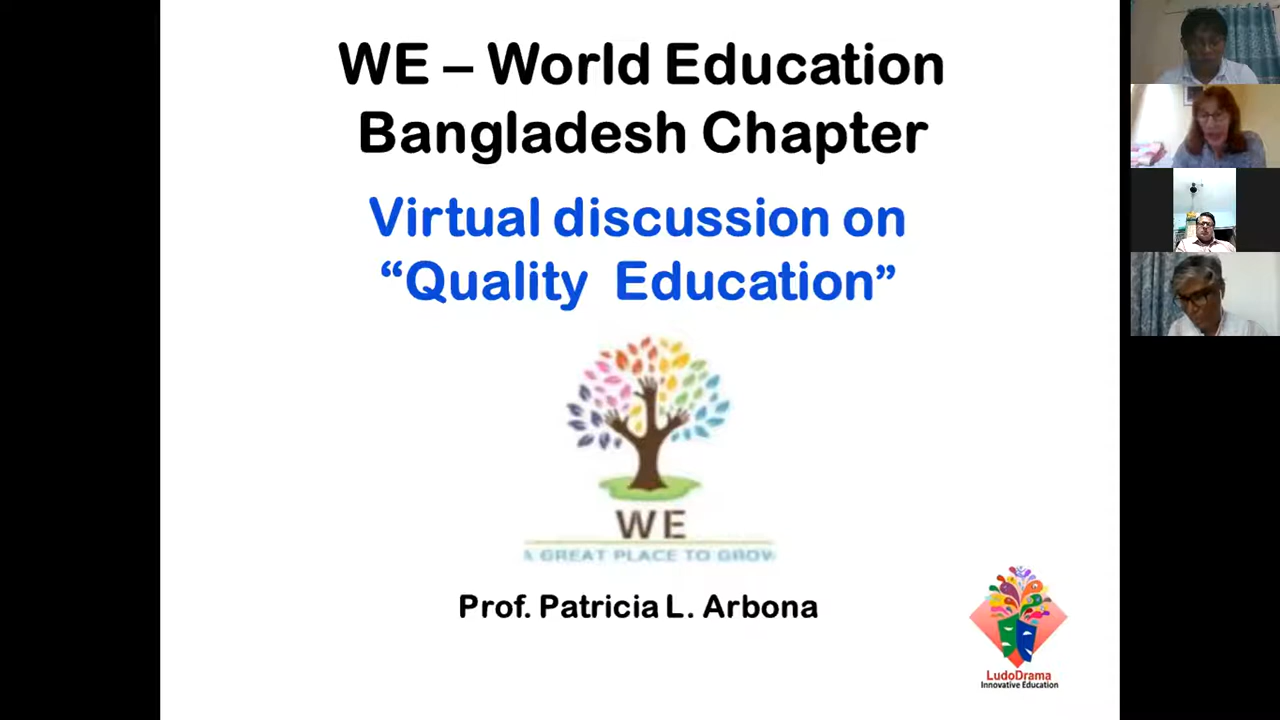 WE – World Education
Bangladesh Chapter
Virtual discussion on
“Quality Education”
WE
A GREAT PLACE TO GROW
Prof. Patricia L. Arbona
LudoDrama
Innovative Education